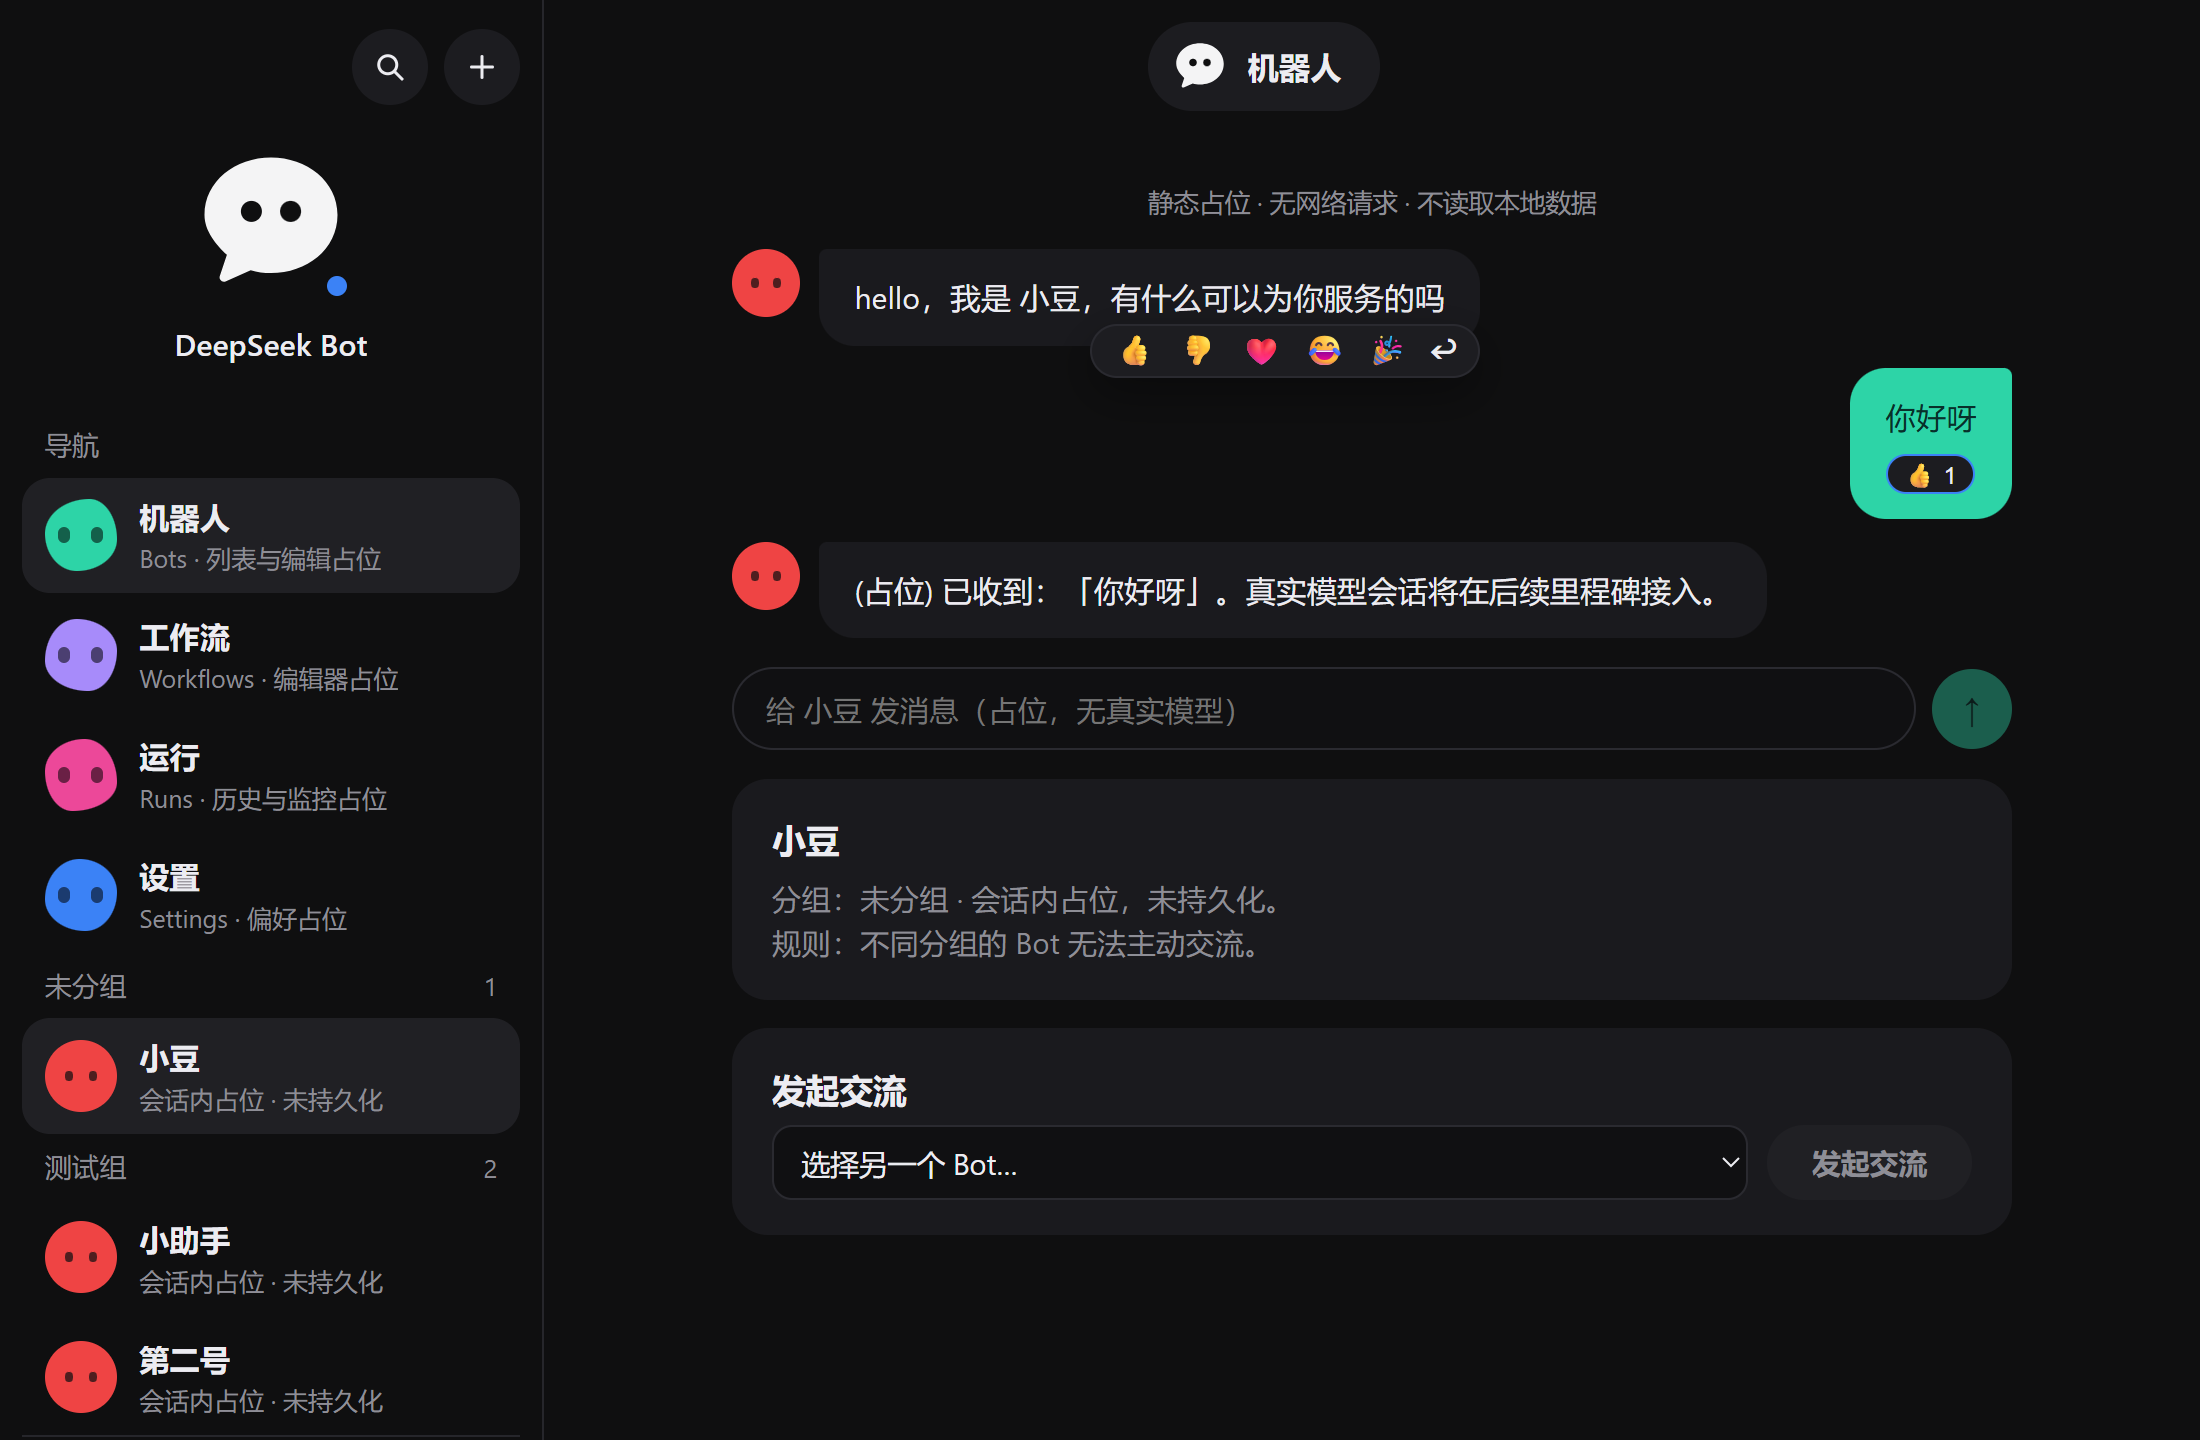 DeepSeek Bot
导航
机器人
Bots · 列表与编辑占位
工作流
Workflows · 编辑器占位
运行
Runs · 历史与监控占位
设置
Settings · 偏好占位
未分组 1
小豆
会话内占位 · 未持久化
测试组 2
小助手
会话内占位 · 未持久化
第二号
会话内占位 · 未持久化
机器人
静态占位 · 无网络请求 · 不读取本地数据
hello，我是 小豆，有什么可以为你服务的吗
👍 👎 ❤️ 😂 🎉 ↩
你好呀
👍 1
(占位) 已收到：「你好呀」。真实模型会话将在后续里程碑接入。
给 小豆 发消息（占位，无真实模型）
↑
小豆
分组：未分组 · 会话内占位，未持久化。
规则：不同分组的 Bot 无法主动交流。
发起交流
选择另一个 Bot...
发起交流